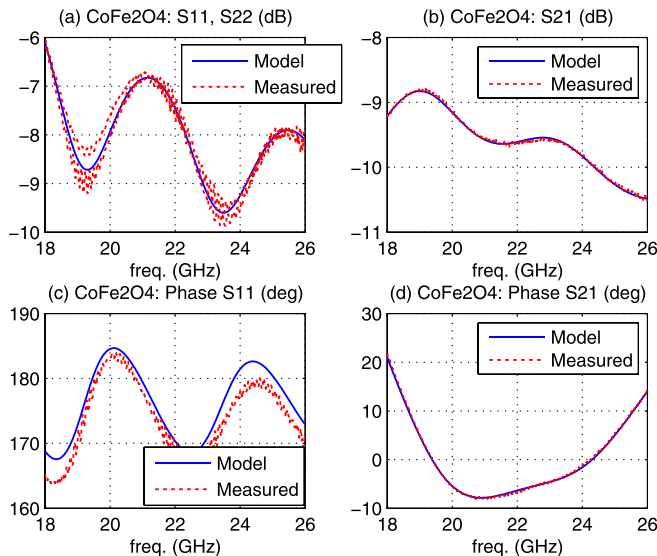 (a) CoFe2O4: S11, S22 (dB)
−6
−7
−8
−9
−10
18
20
22
24
26
freq. (GHz)
Model
Measured
(b) CoFe2O4: S21 (dB)
−8
−9
−10
−11
18
20
22
24
26
freq. (GHz)
Model
Measured
(c) CoFe2O4: Phase S11 (deg)
190
180
170
160
18
20
22
24
26
freq. (GHz)
Model
Measured
(d) CoFe2O4: Phase S21 (deg)
30
20
10
0
−10
18
20
22
24
26
freq. (GHz)
Model
Measured